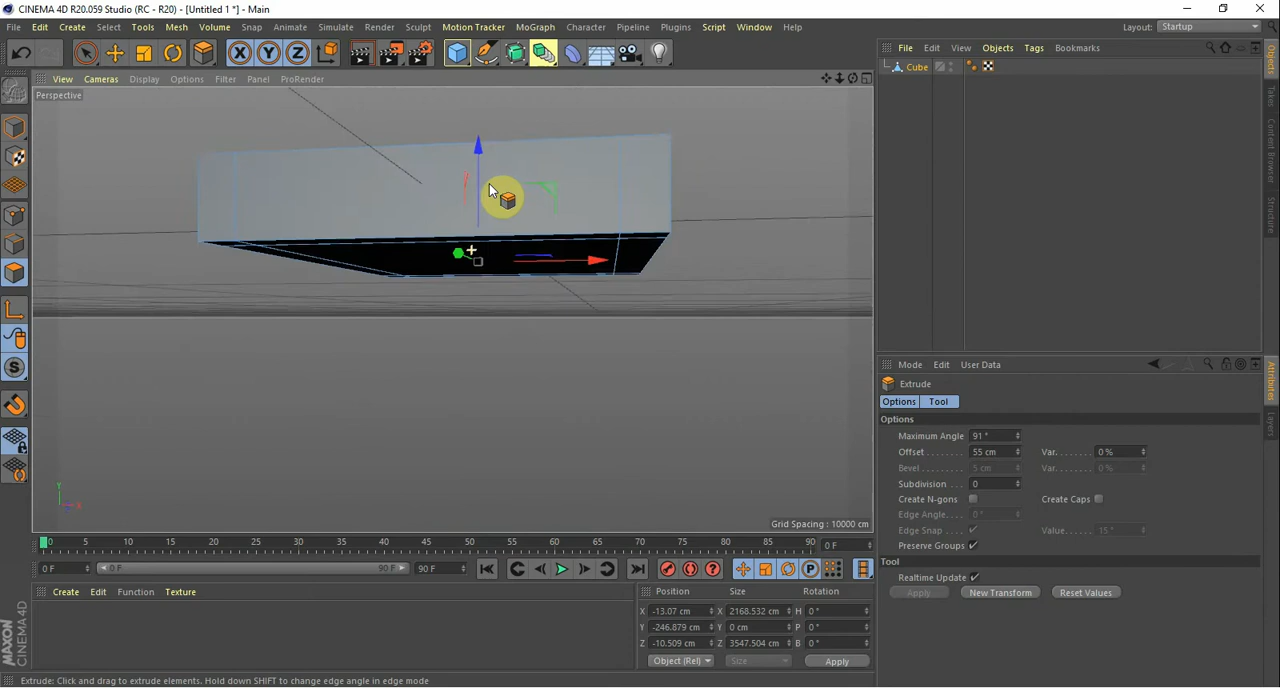 CINEMA 4D R20.059 Studio (RC - R20) - [Untitled 1 *] - Main
File Edit Create Select Tools Mesh Volume Snap Animate Simulate Render Sculpt Motion Tracker MoGraph Character Pipeline Plugins Script Window Help Layout: Startup
X Y Z
File Edit View Objects Tags Bookmarks
Cube
View Cameras Display Options Filter Panel ProRender
Perspective
Objects
Takes
Content Browser
Structure
Mode Edit User Data
Extrude
Options Tool
Options
Maximum Angle 91 °
Offset 55 cm Var. 0 %
Bevel 5 cm Var. 0 %
Subdivision 0
Create N-gons Create Caps
Edge Angle 0 °
Edge Snap Value 15 °
Preserve Groups
Tool
Realtime Update
Apply New Transform Reset Values
Attributes
Layers
S
Y
X
Grid Spacing : 10000 cm
0 5 10 15 20 25 30 35 40 45 50 55 60 65 70 75 80 85 90 0 F
0 F 0 F 90 F 90 F
P
Create Edit Function Texture
Position Size Rotation
X -13.07 cm X 2168.532 cm H 0 °
Y -246.879 cm Y 0 cm P 0 °
Z -10.509 cm Z 3547.504 cm B 0 °
Object (Rel) Size Apply
MAXON CINEMA 4D
Extrude: Click and drag to extrude elements. Hold down SHIFT to change edge angle in edge mode